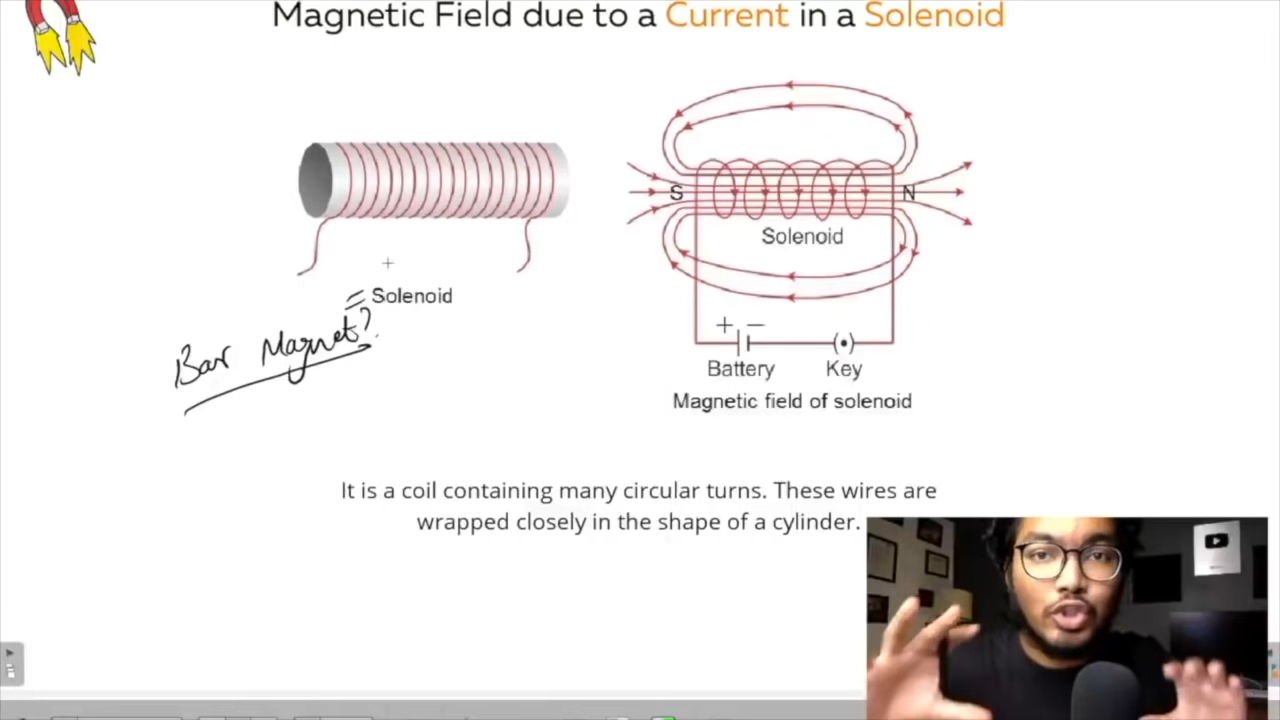 Magnetic Field due to a Current in a Solenoid
S
N
Solenoid
Solenoid
Bar Magnet?
+ −
Battery
Key
Magnetic field of solenoid
It is a coil containing many circular turns. These wires are
wrapped closely in the shape of a cylinder.